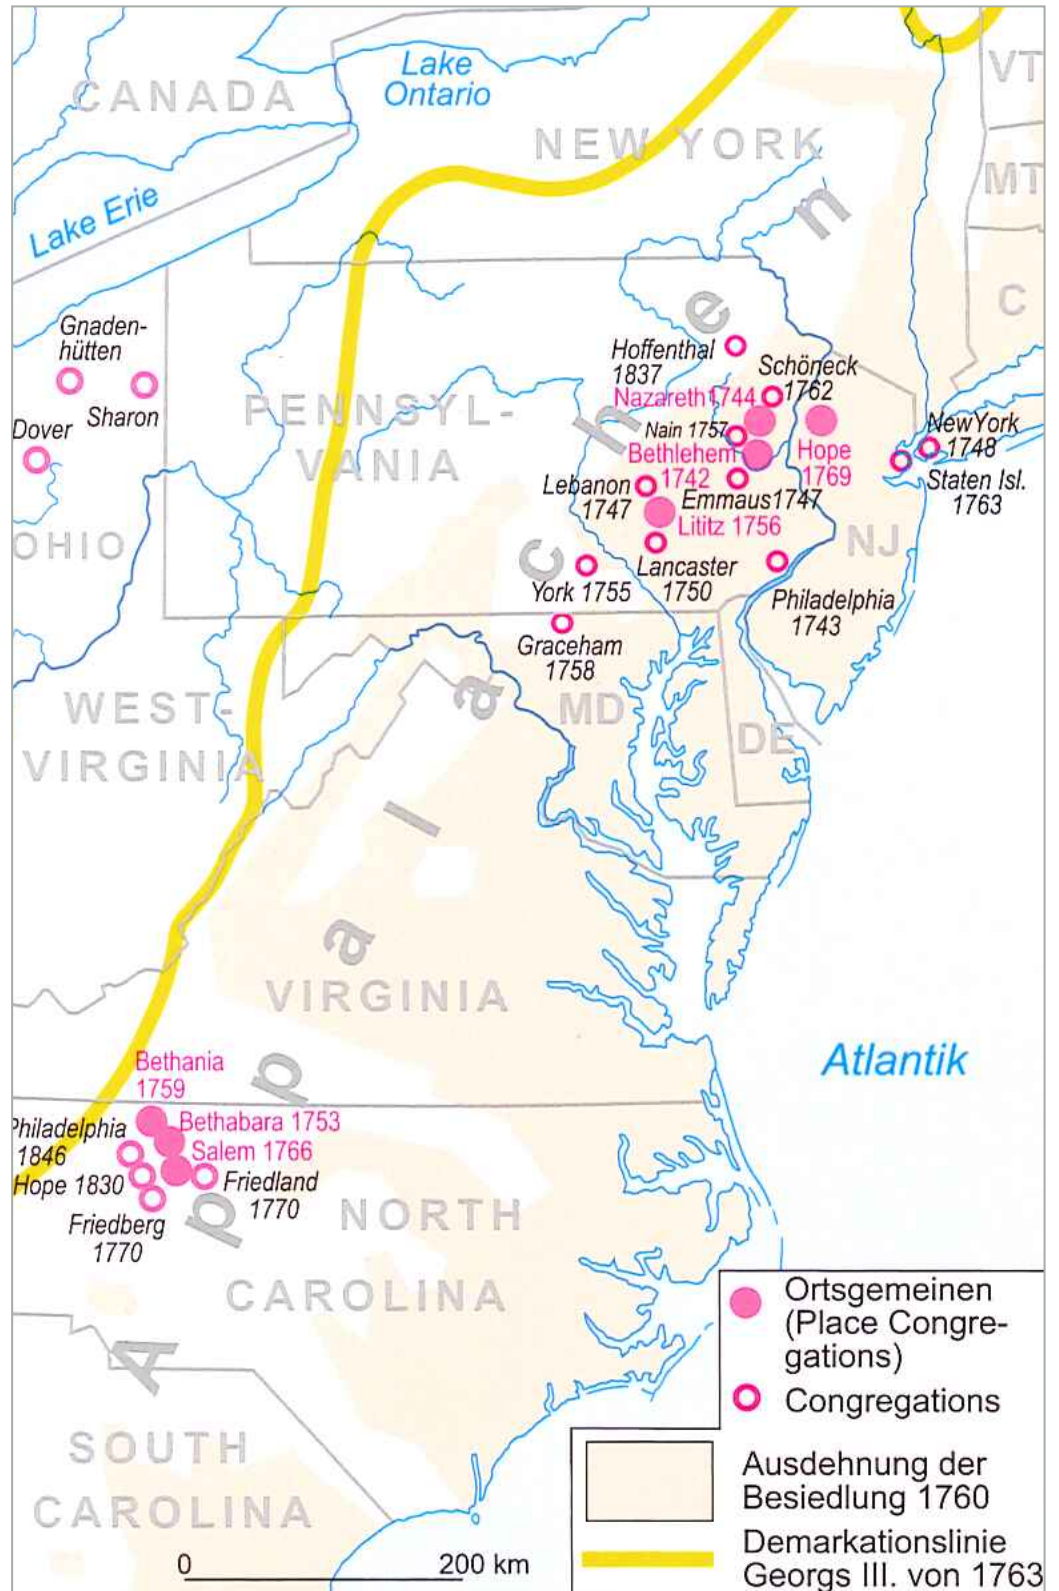 CANADA
Lake
Ontario
NEW YORK
VT
MT
C
Lake Erie
Gnaden-
hütten
Sharon
Dover
OHIO
PENNSYL-
VANIA
Hoffenthal
1837
Schöneck
1762
Nazareth 1744
Nain 1757
Bethlehem
1742
Hope
1769
NewYork
1748
Staten Isl.
1763
Lebanon
1747
Emmaus1747
Lititz 1756
NJ
Lancaster
1750
York 1755
Philadelphia
1743
Graceham
1758
MD
DE
WEST-
VIRGINIA
VIRGINIA
Appalachen
Atlantik
Bethania
1759
Bethabara 1753
Salem 1766
Philadelphia
1846
Hope 1830
Friedland
1770
Friedberg
1770
NORTH
CAROLINA
SOUTH
CAROLINA
0 200 km
Ortsgemeinen
(Place Congre-
gations)
Congregations
Ausdehnung der
Besiedlung 1760
Demarkationslinie
Georgs III. von 1763